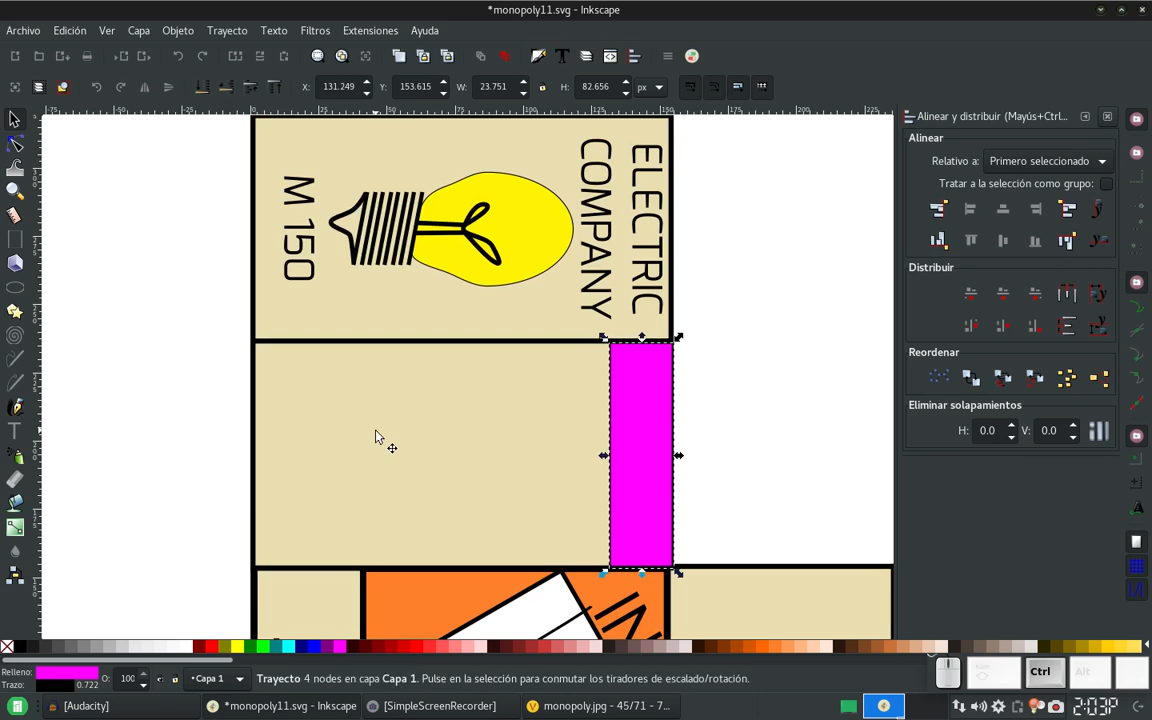 *monopoly11.svg - Inkscape
Archivo Edición Ver Capa Objeto Trayecto Texto Filtros Extensiones Ayuda
X: 131.249 Y: 153.615 W: 23.751 H: 82.656 px
Alinear y distribuir (Mayús+Ctrl...
Alinear
Relativo a: Primero seleccionado
Tratar a la selección como grupo:
Distribuir
Reordenar
Eliminar solapamientos
H: 0.0 V: 0.0
ELECTRIC
COMPANY
M 150
IN
Relleno:
Trazo: 0.722
O: 100
Capa 1
Trayecto 4 nodes en capa Capa 1. Pulse en la selección para conmutar los tiradores de escalado/rotación.
Ctrl Alt
[Audacity]
*monopoly11.svg - Inkscape
[SimpleScreenRecorder]
monopoly.jpg - 45/71 - 7...
2:03P